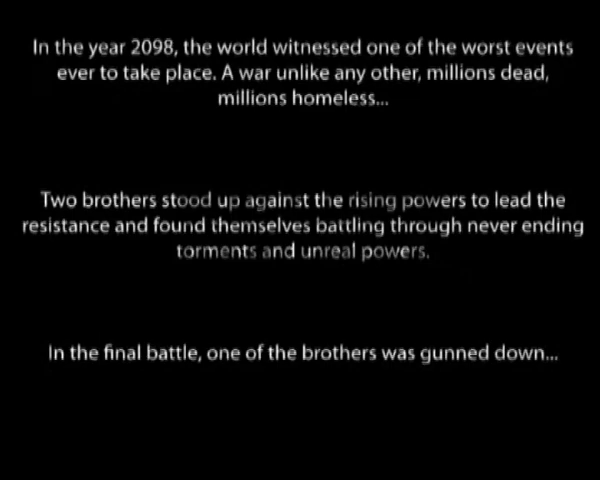 In the year 2098, the world witnessed one of the worst events
ever to take place. A war unlike any other, millions dead,
millions homeless...
Two brothers stood up against the rising powers to lead the
resistance and found themselves battling through never ending
torments and unreal powers.
In the final battle, one of the brothers was gunned down...